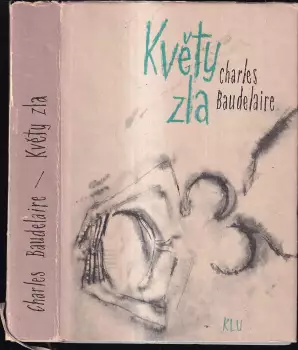 Charles Baudelaire — Květy zla
Květy
zla
charles
Baudelaire
KLU